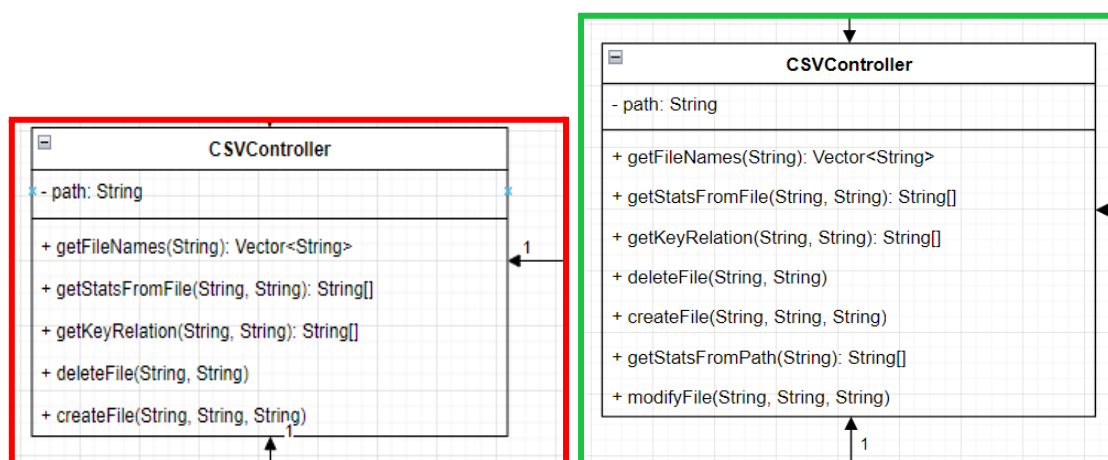 CSVController
- path: String
+ getFileNames(String): Vector<String>
+ getStatsFromFile(String, String): String[]
+ getKeyRelation(String, String): String[]
+ deleteFile(String, String)
+ createFile(String, String, String)
1
1
CSVController
- path: String
+ getFileNames(String): Vector<String>
+ getStatsFromFile(String, String): String[]
+ getKeyRelation(String, String): String[]
+ deleteFile(String, String)
+ createFile(String, String, String)
+ getStatsFromPath(String): String[]
+ modifyFile(String, String, String)
1